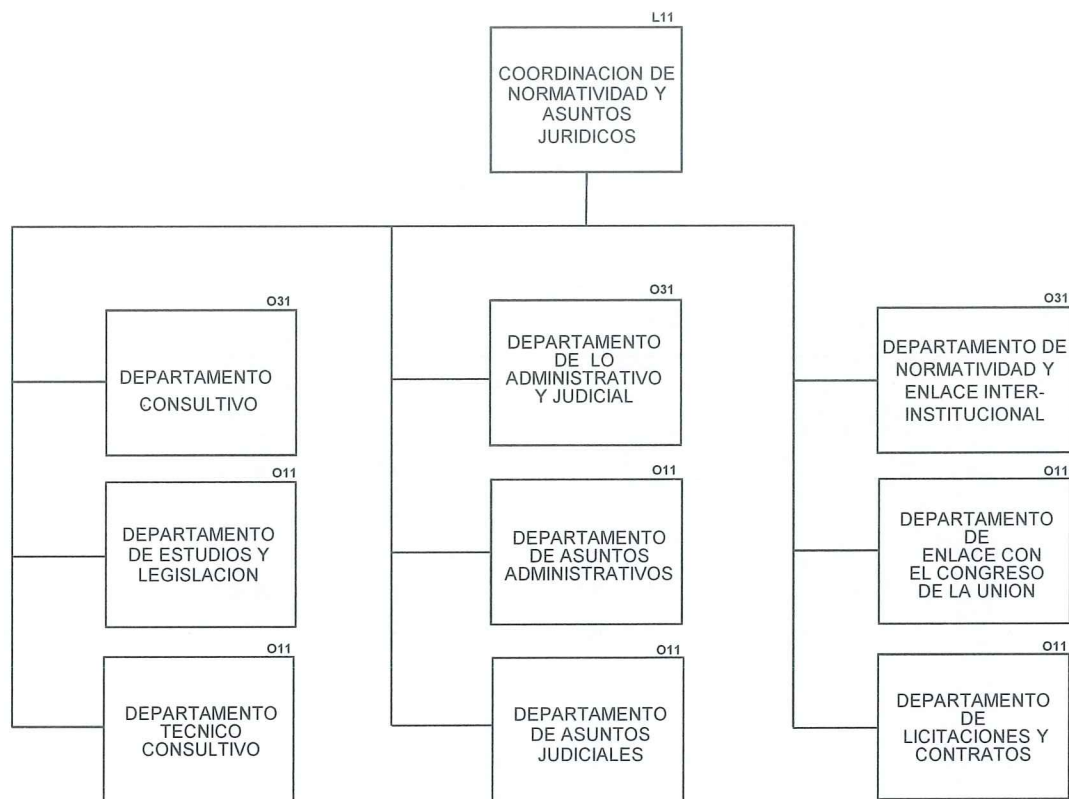 L11
COORDINACION DE
NORMATIVIDAD Y
ASUNTOS
JURIDICOS
O31
DEPARTAMENTO
CONSULTIVO
O31
DEPARTAMENTO
DE LO
ADMINISTRATIVO
Y JUDICIAL
O31
DEPARTAMENTO DE
NORMATIVIDAD Y
ENLACE INTER-
INSTITUCIONAL
O11
DEPARTAMENTO
DE ESTUDIOS Y
LEGISLACION
O11
DEPARTAMENTO
DE ASUNTOS
ADMINISTRATIVOS
O11
DEPARTAMENTO
DE
ENLACE CON
EL CONGRESO
DE LA UNION
O11
DEPARTAMENTO
TECNICO
CONSULTIVO
O11
DEPARTAMENTO
DE ASUNTOS
JUDICIALES
O11
DEPARTAMENTO
DE
LICITACIONES Y
CONTRATOS